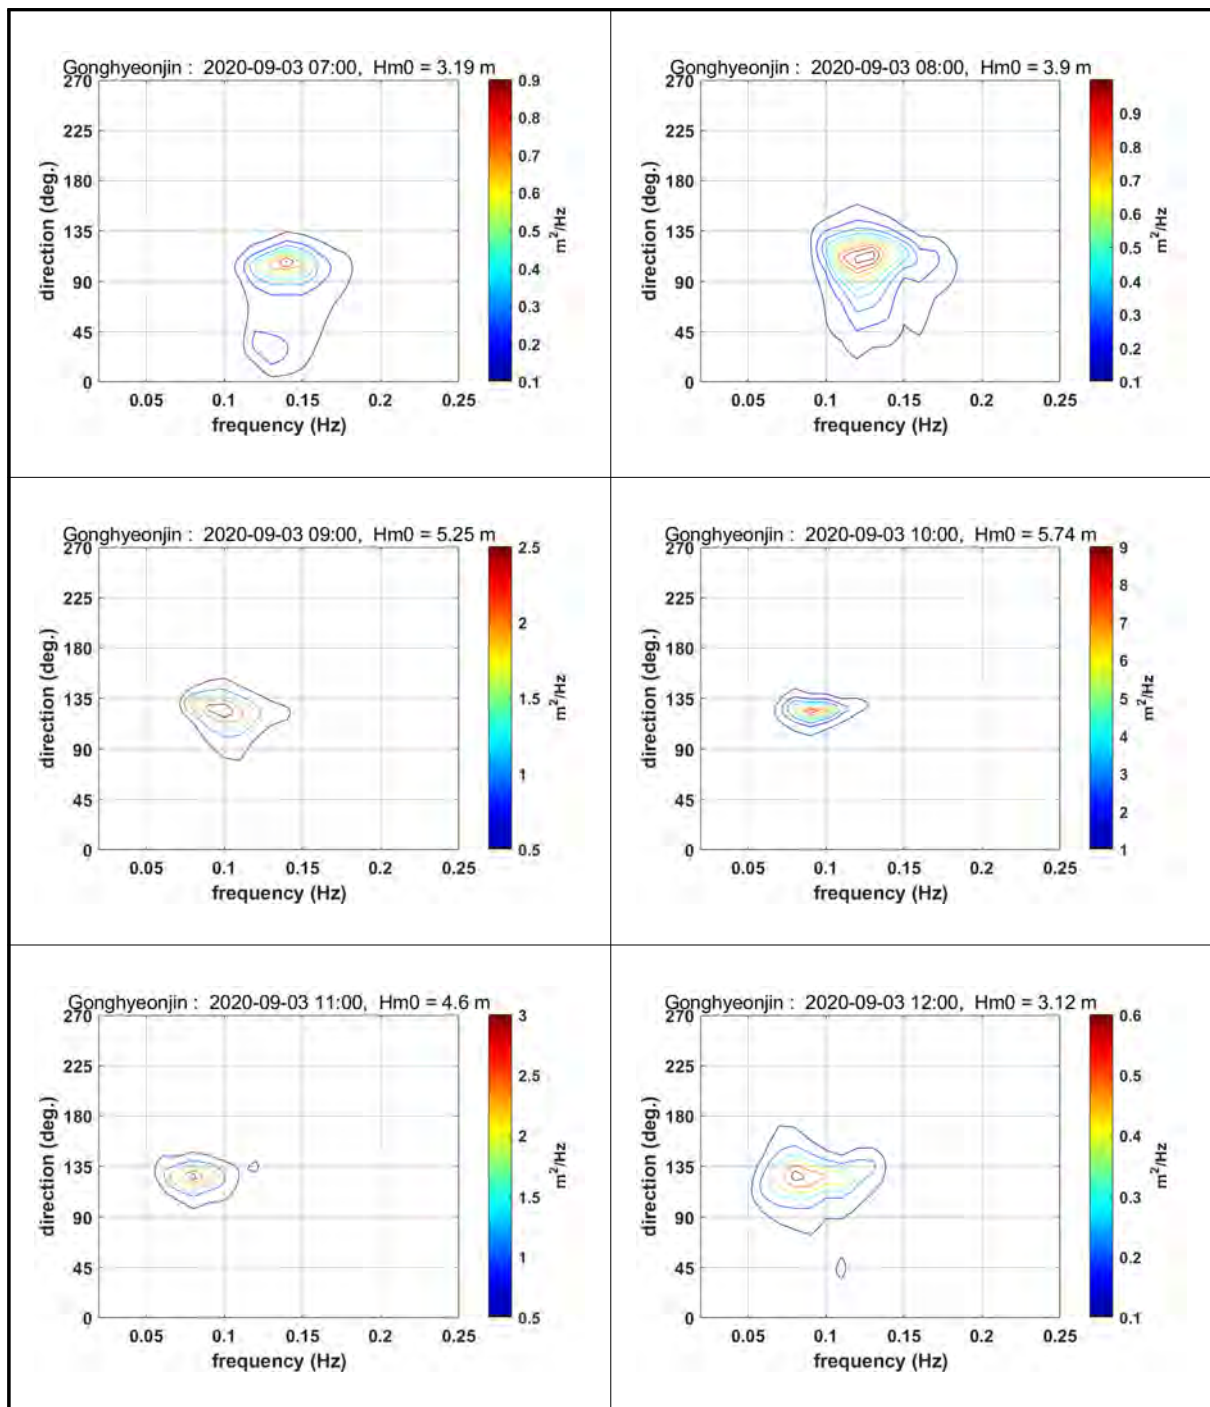 Gonghyeonjin : 2020-09-03 07:00, Hm0 = 3.19 m
270
225
180
135
90
45
0
direction (deg.)
0.05 0.1 0.15 0.2 0.25
frequency (Hz)
0.9
0.8
0.7
0.6
0.5
0.4
0.3
0.2
0.1
m²/Hz
Gonghyeonjin : 2020-09-03 08:00, Hm0 = 3.9 m
270
225
180
135
90
45
0
direction (deg.)
0.05 0.1 0.15 0.2 0.25
frequency (Hz)
0.9
0.8
0.7
0.6
0.5
0.4
0.3
0.2
0.1
m²/Hz
Gonghyeonjin : 2020-09-03 09:00, Hm0 = 5.25 m
270
225
180
135
90
45
0
direction (deg.)
0.05 0.1 0.15 0.2 0.25
frequency (Hz)
2.5
2
1.5
1
0.5
m²/Hz
Gonghyeonjin : 2020-09-03 10:00, Hm0 = 5.74 m
270
225
180
135
90
45
0
direction (deg.)
0.05 0.1 0.15 0.2 0.25
frequency (Hz)
9
8
7
6
5
4
3
2
1
m²/Hz
Gonghyeonjin : 2020-09-03 11:00, Hm0 = 4.6 m
270
225
180
135
90
45
0
direction (deg.)
0.05 0.1 0.15 0.2 0.25
frequency (Hz)
3
2.5
2
1.5
1
0.5
m²/Hz
Gonghyeonjin : 2020-09-03 12:00, Hm0 = 3.12 m
270
225
180
135
90
45
0
direction (deg.)
0.05 0.1 0.15 0.2 0.25
frequency (Hz)
0.6
0.5
0.4
0.3
0.2
0.1
m²/Hz